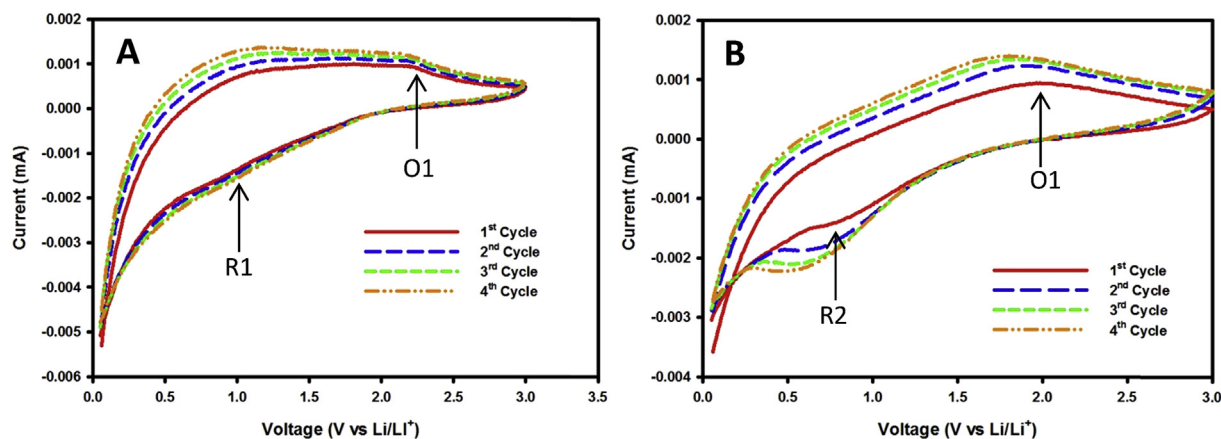 A
0.002
0.001
0.000
-0.001
-0.002
-0.003
-0.004
-0.005
-0.006
Current (mA)
0.0 0.5 1.0 1.5 2.0 2.5 3.0 3.5
Voltage (V vs Li/LI⁺)
R1
O1
1st Cycle
2nd Cycle
3rd Cycle
4th Cycle
B
0.002
0.001
0.000
-0.001
-0.002
-0.003
-0.004
Current (mA)
0.0 0.5 1.0 1.5 2.0 2.5 3.0
Voltage (V vs Li/Li⁺)
R2
O1
1st Cycle
2nd Cycle
3rd Cycle
4th Cycle